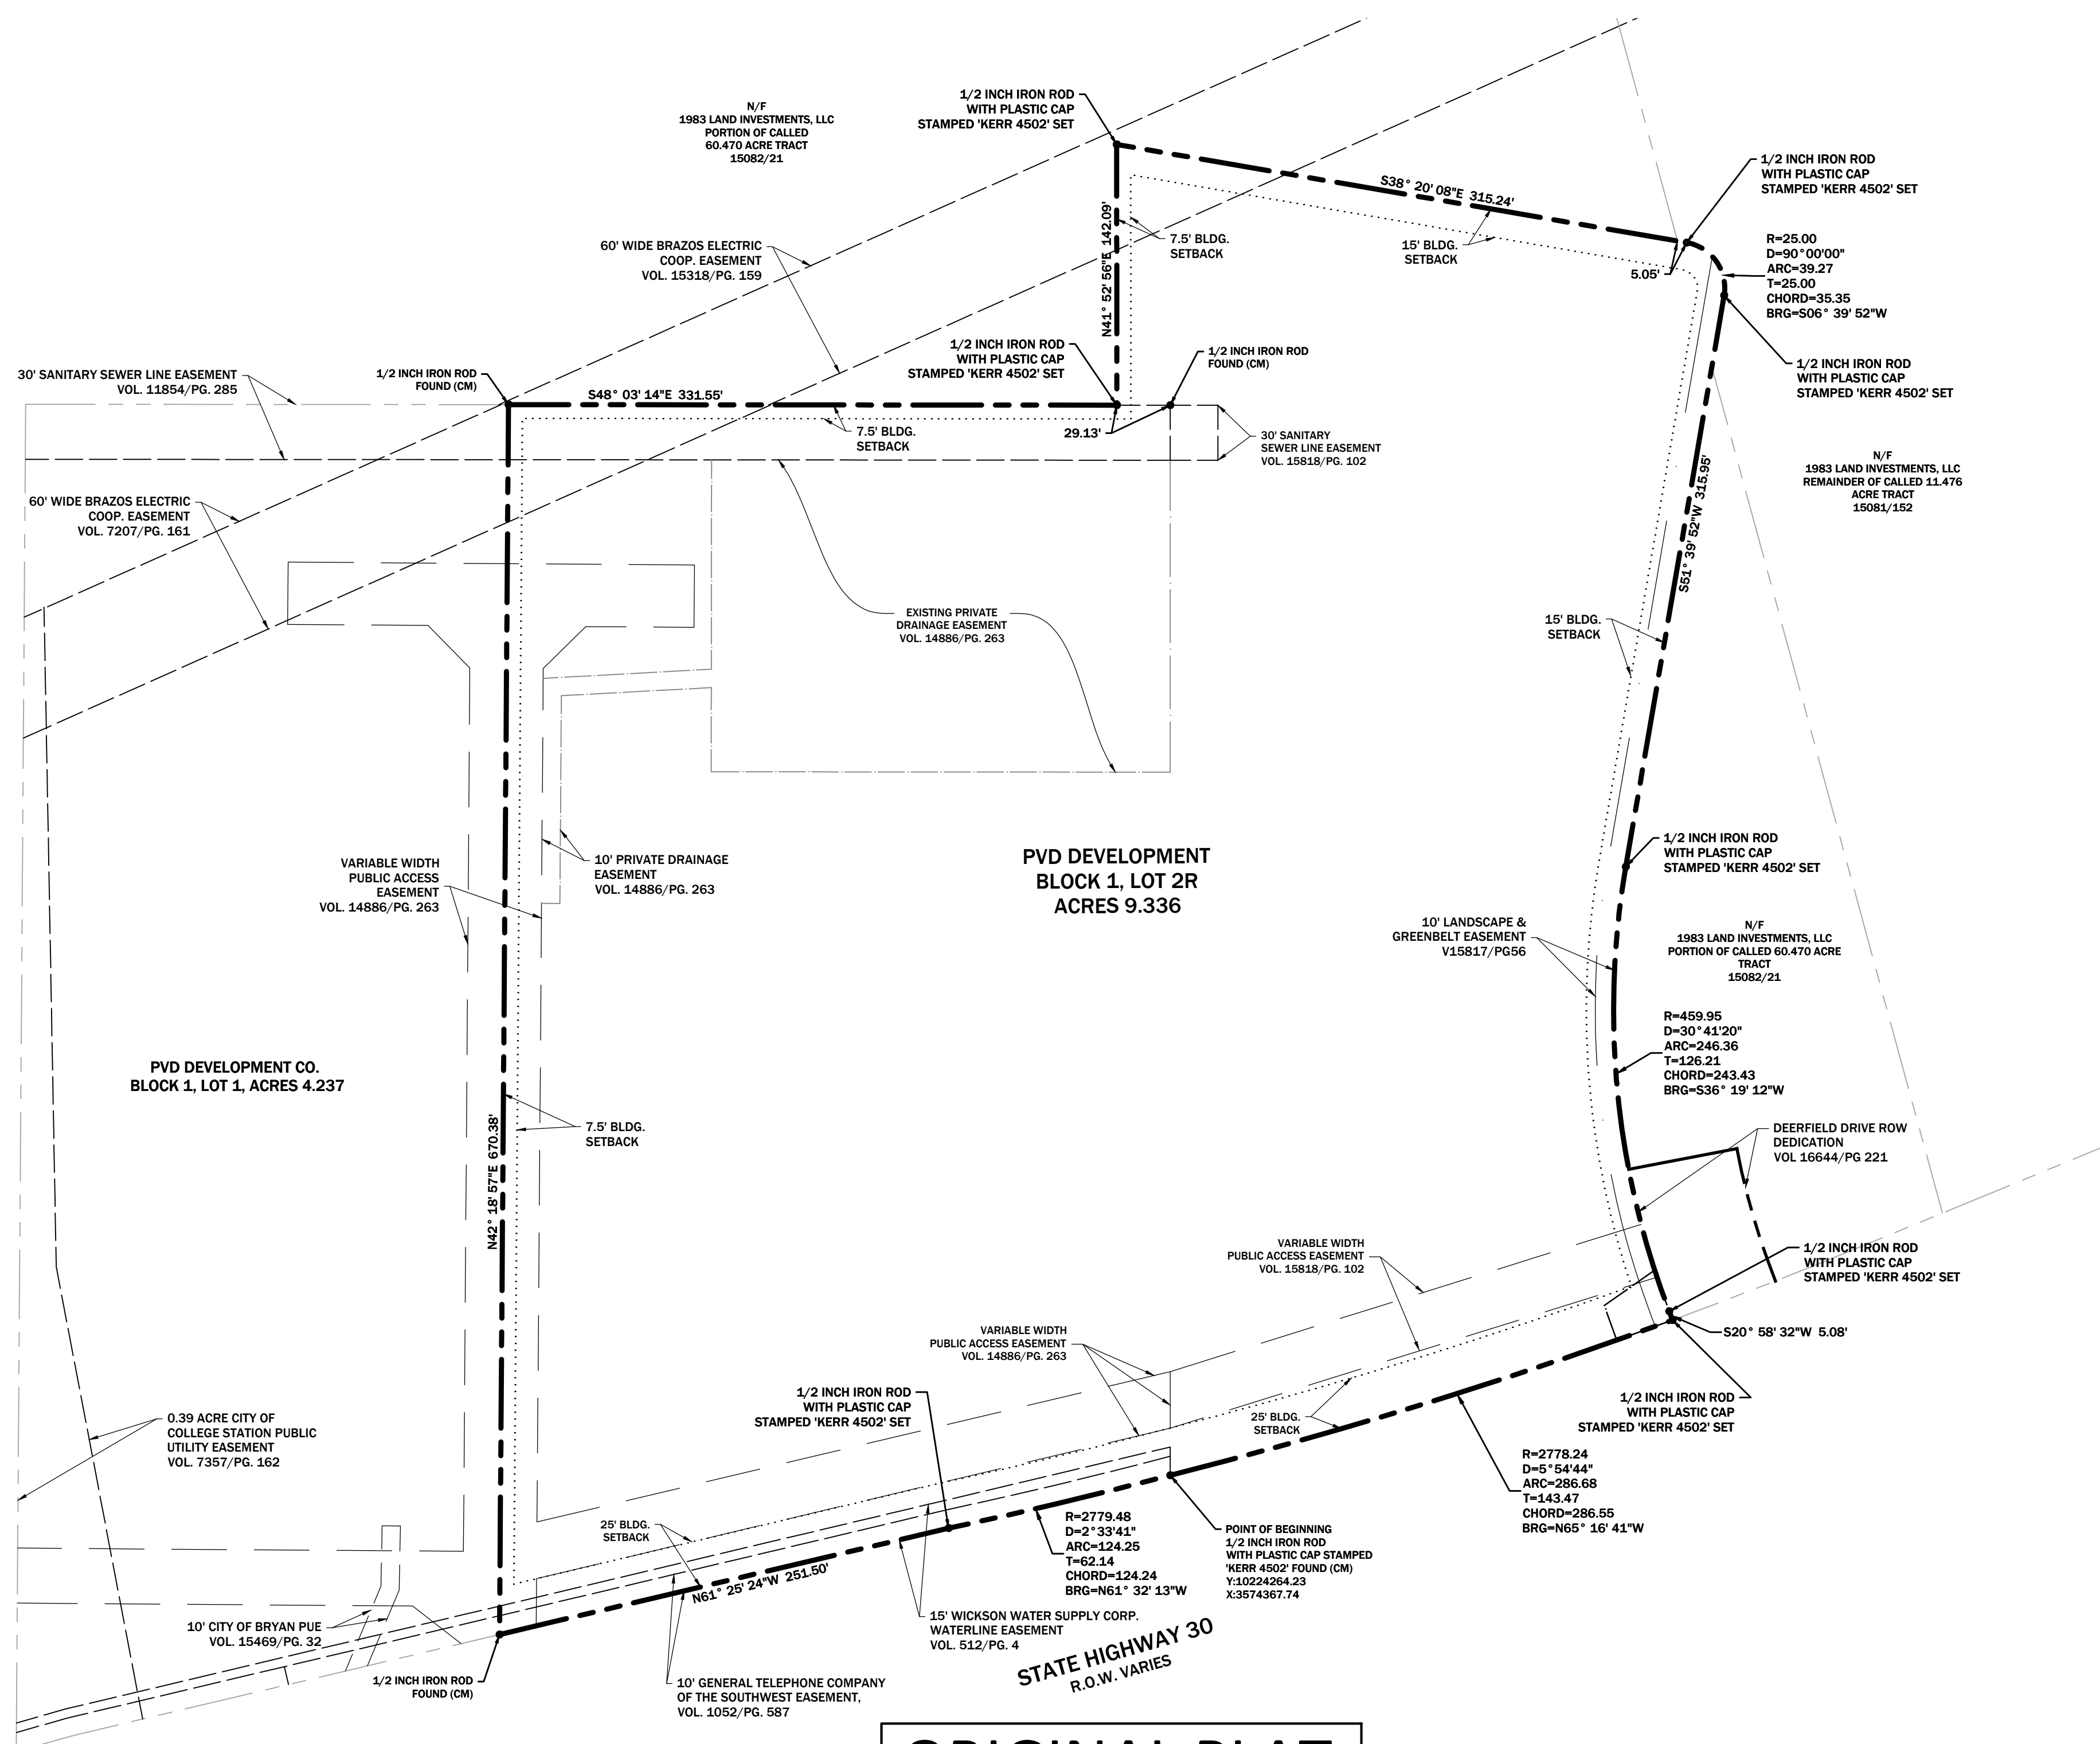 N/F
1983 LAND INVESTMENTS, LLC
PORTION OF CALLED
60.470 ACRE TRACT
15082/21
1/2 INCH IRON ROD
WITH PLASTIC CAP
STAMPED 'KERR 4502' SET
S38° 20' 08"E 315.24'
1/2 INCH IRON ROD
WITH PLASTIC CAP
STAMPED 'KERR 4502' SET
R=25.00
D=90°00'00"
ARC=39.27
T=25.00
CHORD=35.35
BRG=S06° 39' 52"W
60' WIDE BRAZOS ELECTRIC
COOP. EASEMENT
VOL. 15318/PG. 159
N41° 52' 56"E 142.09'
7.5' BLDG.
SETBACK
15' BLDG.
SETBACK
5.05'
1/2 INCH IRON ROD
WITH PLASTIC CAP
STAMPED 'KERR 4502' SET
30' SANITARY SEWER LINE EASEMENT
VOL. 11854/PG. 285
1/2 INCH IRON ROD
FOUND (CM)
S48° 03' 14"E 331.55'
1/2 INCH IRON ROD
WITH PLASTIC CAP
STAMPED 'KERR 4502' SET
1/2 INCH IRON ROD
FOUND (CM)
7.5' BLDG.
SETBACK
29.13'
30' SANITARY
SEWER LINE EASEMENT
VOL. 15818/PG. 102
N/F
1983 LAND INVESTMENTS, LLC
REMAINDER OF CALLED 11.476
ACRE TRACT
15081/152
60' WIDE BRAZOS ELECTRIC
COOP. EASEMENT
VOL. 7207/PG. 161
S51° 39' 52"W 315.95'
EXISTING PRIVATE
DRAINAGE EASEMENT
VOL. 14886/PG. 263
15' BLDG.
SETBACK
VARIABLE WIDTH
PUBLIC ACCESS
EASEMENT
VOL. 14886/PG. 263
10' PRIVATE DRAINAGE
EASEMENT
VOL. 14886/PG. 263
PVD DEVELOPMENT
BLOCK 1, LOT 2R
ACRES 9.336
1/2 INCH IRON ROD
WITH PLASTIC CAP
STAMPED 'KERR 4502' SET
10' LANDSCAPE &
GREENBELT EASEMENT
V15817/PG56
N/F
1983 LAND INVESTMENTS, LLC
PORTION OF CALLED 60.470 ACRE
TRACT
15082/21
R=459.95
D=30°41'20"
ARC=246.36
T=126.21
CHORD=243.43
BRG=S36° 19' 12"W
PVD DEVELOPMENT CO.
BLOCK 1, LOT 1, ACRES 4.237
N42° 18' 57"E 670.38'
7.5' BLDG.
SETBACK
DEERFIELD DRIVE ROW
DEDICATION
VOL 16644/PG 221
VARIABLE WIDTH
PUBLIC ACCESS EASEMENT
VOL. 15818/PG. 102
1/2 INCH IRON ROD
WITH PLASTIC CAP
STAMPED 'KERR 4502' SET
S20° 58' 32"W 5.08'
VARIABLE WIDTH
PUBLIC ACCESS EASEMENT
VOL. 14886/PG. 263
1/2 INCH IRON ROD
WITH PLASTIC CAP
STAMPED 'KERR 4502' SET
25' BLDG.
SETBACK
1/2 INCH IRON ROD
WITH PLASTIC CAP
STAMPED 'KERR 4502' SET
0.39 ACRE CITY OF
COLLEGE STATION PUBLIC
UTILITY EASEMENT
VOL. 7357/PG. 162
R=2778.24
D=5°54'44"
ARC=286.68
T=143.47
CHORD=286.55
BRG=N65° 16' 41"W
25' BLDG.
SETBACK
R=2779.48
D=2°33'41"
ARC=124.25
T=62.14
CHORD=124.24
BRG=N61° 32' 13"W
POINT OF BEGINNING
1/2 INCH IRON ROD
WITH PLASTIC CAP STAMPED
'KERR 4502' FOUND (CM)
Y:10224264.23
X:3574367.74
N61° 25' 24"W 251.50'
10' CITY OF BRYAN PUE
VOL. 15469/PG. 32
15' WICKSON WATER SUPPLY CORP.
WATERLINE EASEMENT
VOL. 512/PG. 4
STATE HIGHWAY 30
R.O.W. VARIES
1/2 INCH IRON ROD
FOUND (CM)
10' GENERAL TELEPHONE COMPANY
OF THE SOUTHWEST EASEMENT,
VOL. 1052/PG. 587
ORIGINAL PLAT